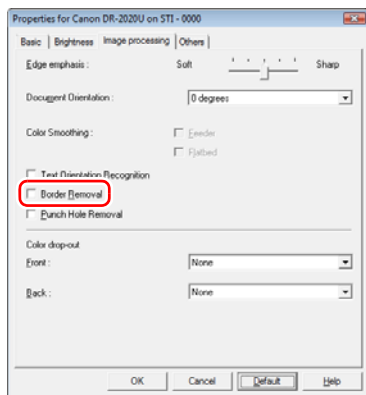 Properties for Canon DR-2020U on STI - 0000
Basic Brightness Image processing Others
Edge emphasis : Soft Sharp
Document Orientation : 0 degrees
Color Smoothing : Feeder
Flatbed
Text Orientation Recognition
Border Removal
Punch Hole Removal
Color drop-out
Front : None
Back : None
OK Cancel Default Help